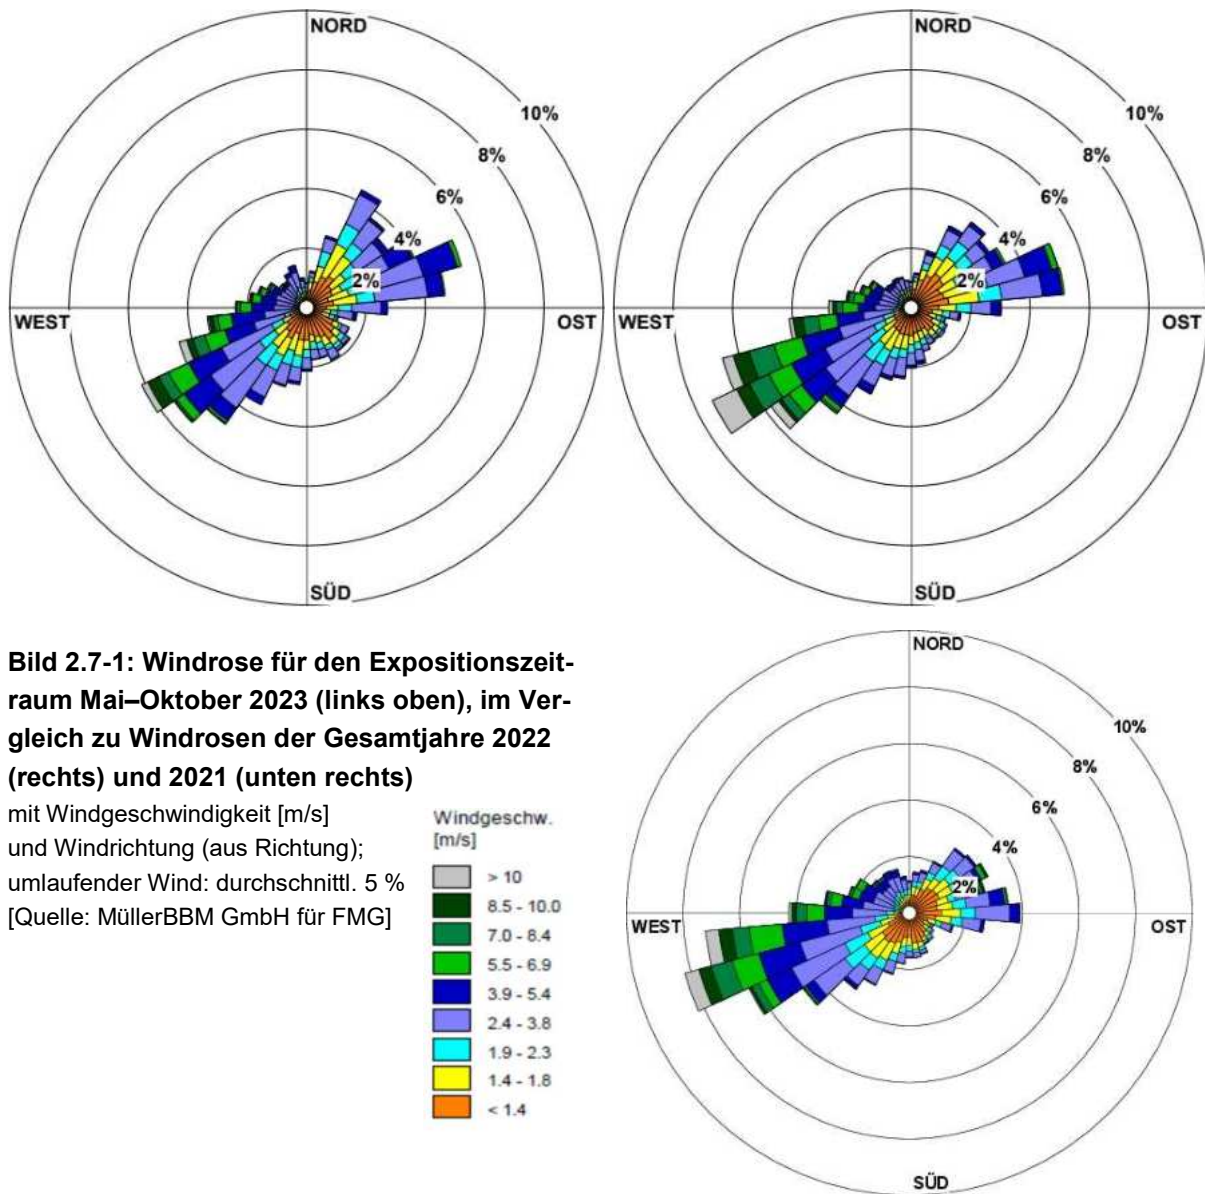 NORD
10%
8%
6%
4%
2%
WEST
OST
SÜD
NORD
10%
8%
6%
4%
2%
WEST
OST
SÜD
Bild 2.7-1: Windrose für den Expositionszeit-
raum Mai–Oktober 2023 (links oben), im Ver-
gleich zu Windrosen der Gesamtjahre 2022
(rechts) und 2021 (unten rechts)
mit Windgeschwindigkeit [m/s]
und Windrichtung (aus Richtung);
umlaufender Wind: durchschnittl. 5 %
[Quelle: MüllerBBM GmbH für FMG]
Windgeschw.
[m/s]
> 10
8.5 - 10.0
7.0 - 8.4
5.5 - 6.9
3.9 - 5.4
2.4 - 3.8
1.9 - 2.3
1.4 - 1.8
< 1.4
NORD
10%
8%
6%
4%
2%
WEST
OST
SÜD